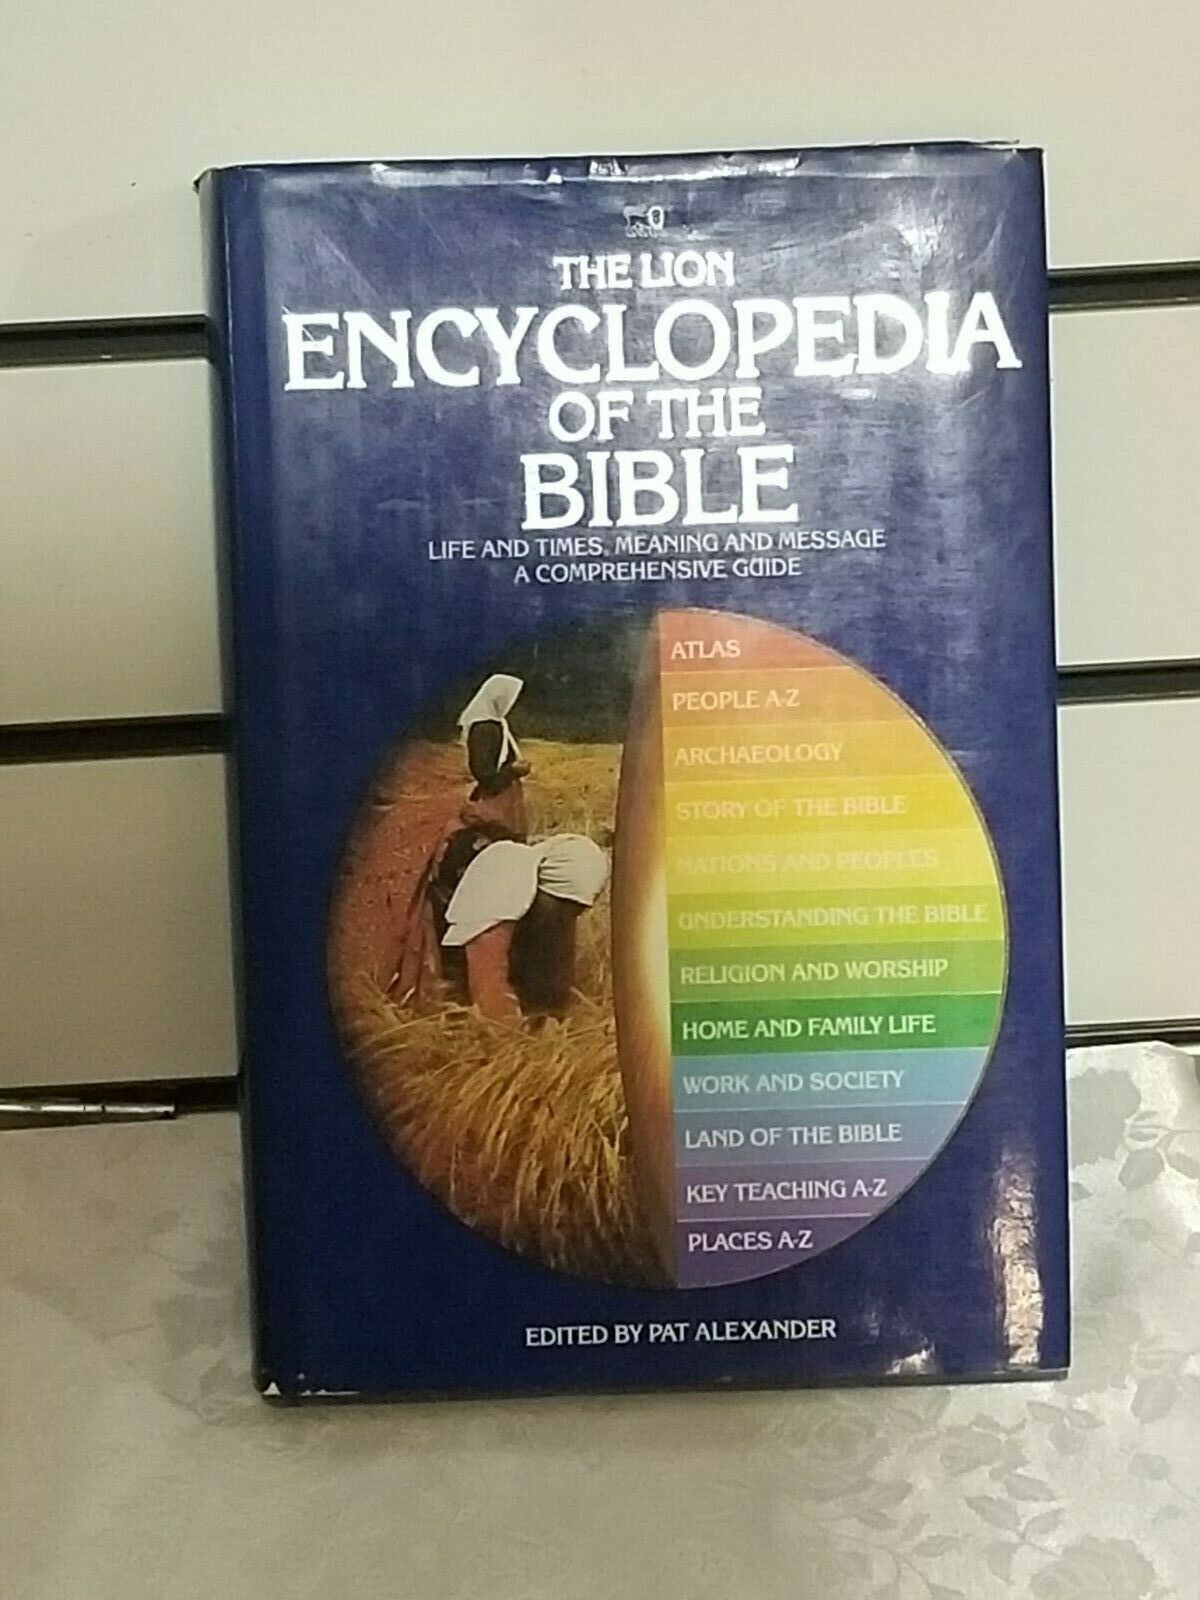 THE LION
ENCYCLOPEDIA
OF THE
BIBLE
LIFE AND TIMES, MEANING AND MESSAGE
A COMPREHENSIVE GUIDE
ATLAS
PEOPLE A-Z
ARCHAEOLOGY
STORY OF THE BIBLE
NATIONS AND PEOPLES
UNDERSTANDING THE BIBLE
RELIGION AND WORSHIP
HOME AND FAMILY LIFE
WORK AND SOCIETY
LAND OF THE BIBLE
KEY TEACHING A-Z
PLACES A-Z
EDITED BY PAT ALEXANDER